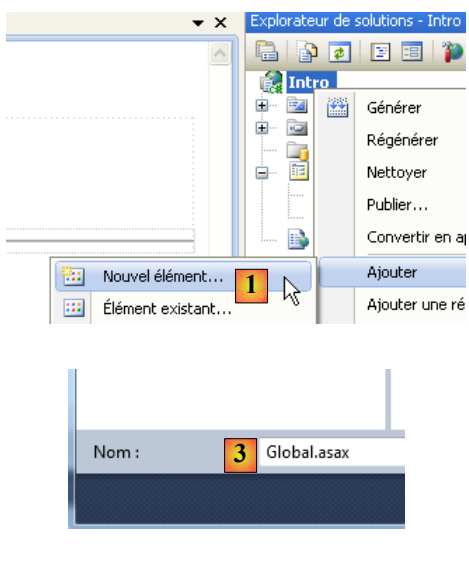 Explorateur de solutions - Intro
Intro
Générer
Régénérer
Nettoyer
Publier...
Convertir en ap
Ajouter
Nouvel élément...
1
Élément existant...
Ajouter une ré
Nom :
3
Global.asax